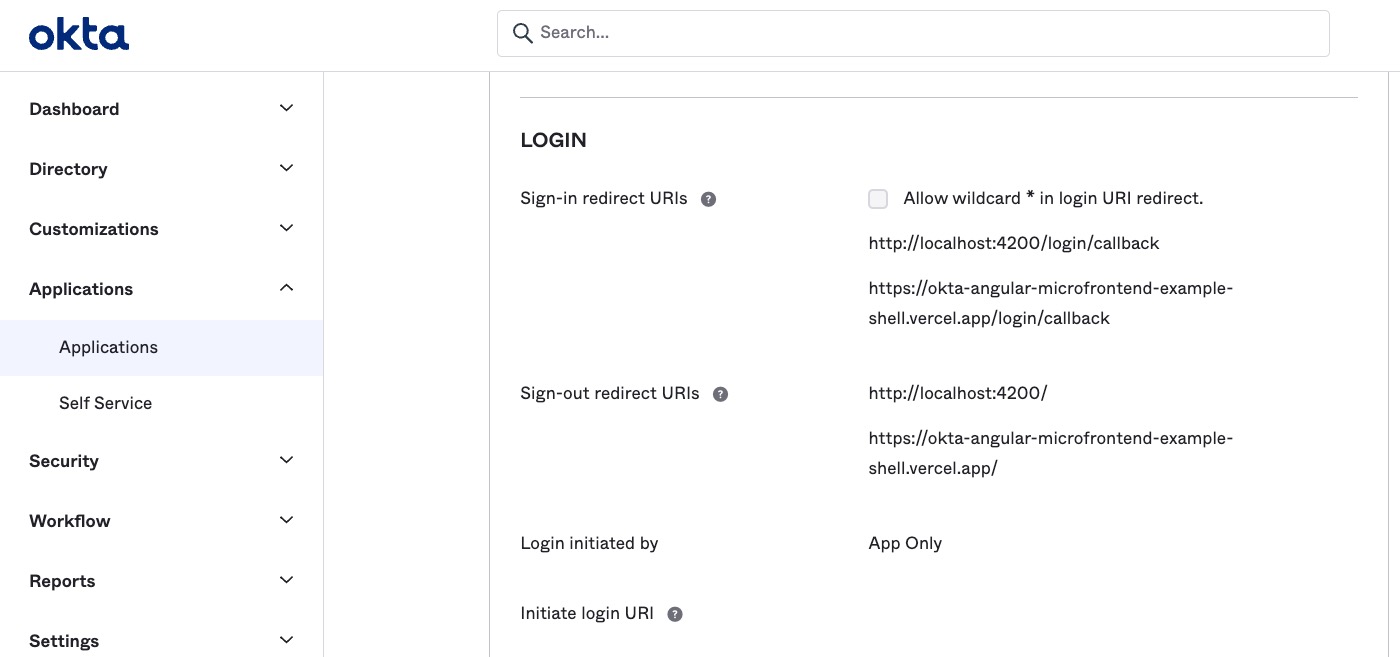 okta
Search...
Dashboard
Directory
Customizations
Applications
Applications
Self Service
Security
Workflow
Reports
Settings
LOGIN
Sign-in redirect URIs ?
Allow wildcard * in login URI redirect.
http://localhost:4200/login/callback
https://okta-angular-microfrontend-example-
shell.vercel.app/login/callback
Sign-out redirect URIs ?
http://localhost:4200/
https://okta-angular-microfrontend-example-
shell.vercel.app/
Login initiated by
App Only
Initiate login URI ?